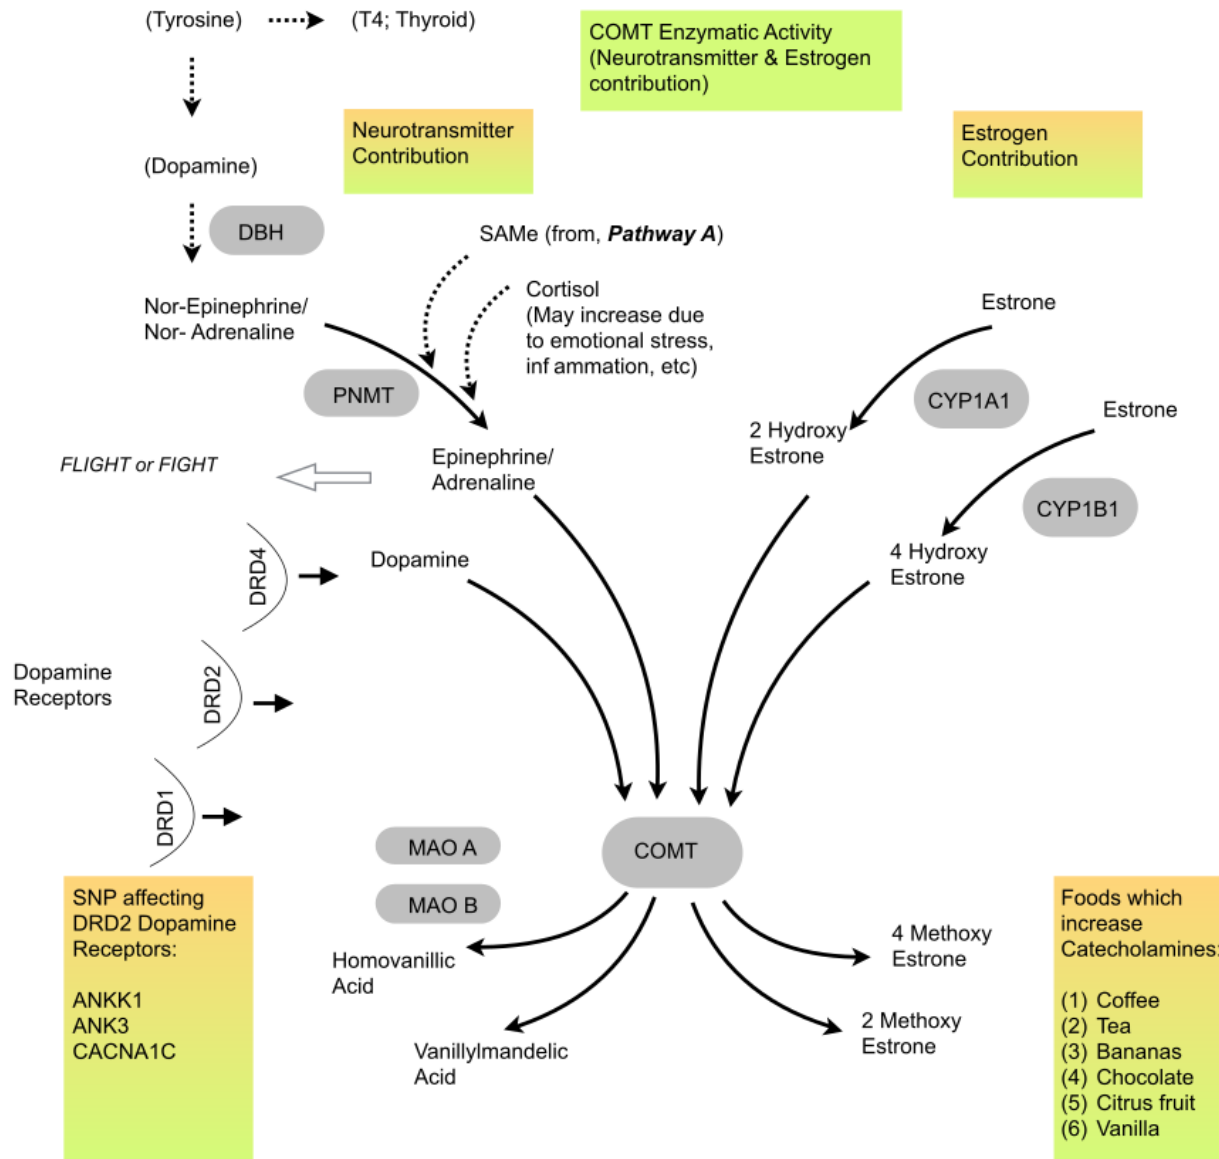 (Tyrosine)
(T4; Thyroid)
COMT Enzymatic Activity
(Neurotransmitter & Estrogen
contribution)
Neurotransmitter
Contribution
Estrogen
Contribution
(Dopamine)
DBH
SAMe (from, Pathway A)
Cortisol
(May increase due
to emotional stress,
inf ammation, etc)
Nor-Epinephrine/
Nor- Adrenaline
Estrone
PNMT
CYP1A1
Estrone
2 Hydroxy
Estrone
FLIGHT or FIGHT
Epinephrine/
Adrenaline
CYP1B1
4 Hydroxy
Estrone
DRD4
Dopamine
Dopamine
Receptors
DRD2
DRD1
MAO A
COMT
MAO B
SNP affecting
DRD2 Dopamine
Receptors:
ANKK1
ANK3
CACNA1C
Homovanillic
Acid
Vanillylmandelic
Acid
4 Methoxy
Estrone
2 Methoxy
Estrone
Foods which
increase
Catecholamines:
(1) Coffee
(2) Tea
(3) Bananas
(4) Chocolate
(5) Citrus fruit
(6) Vanilla